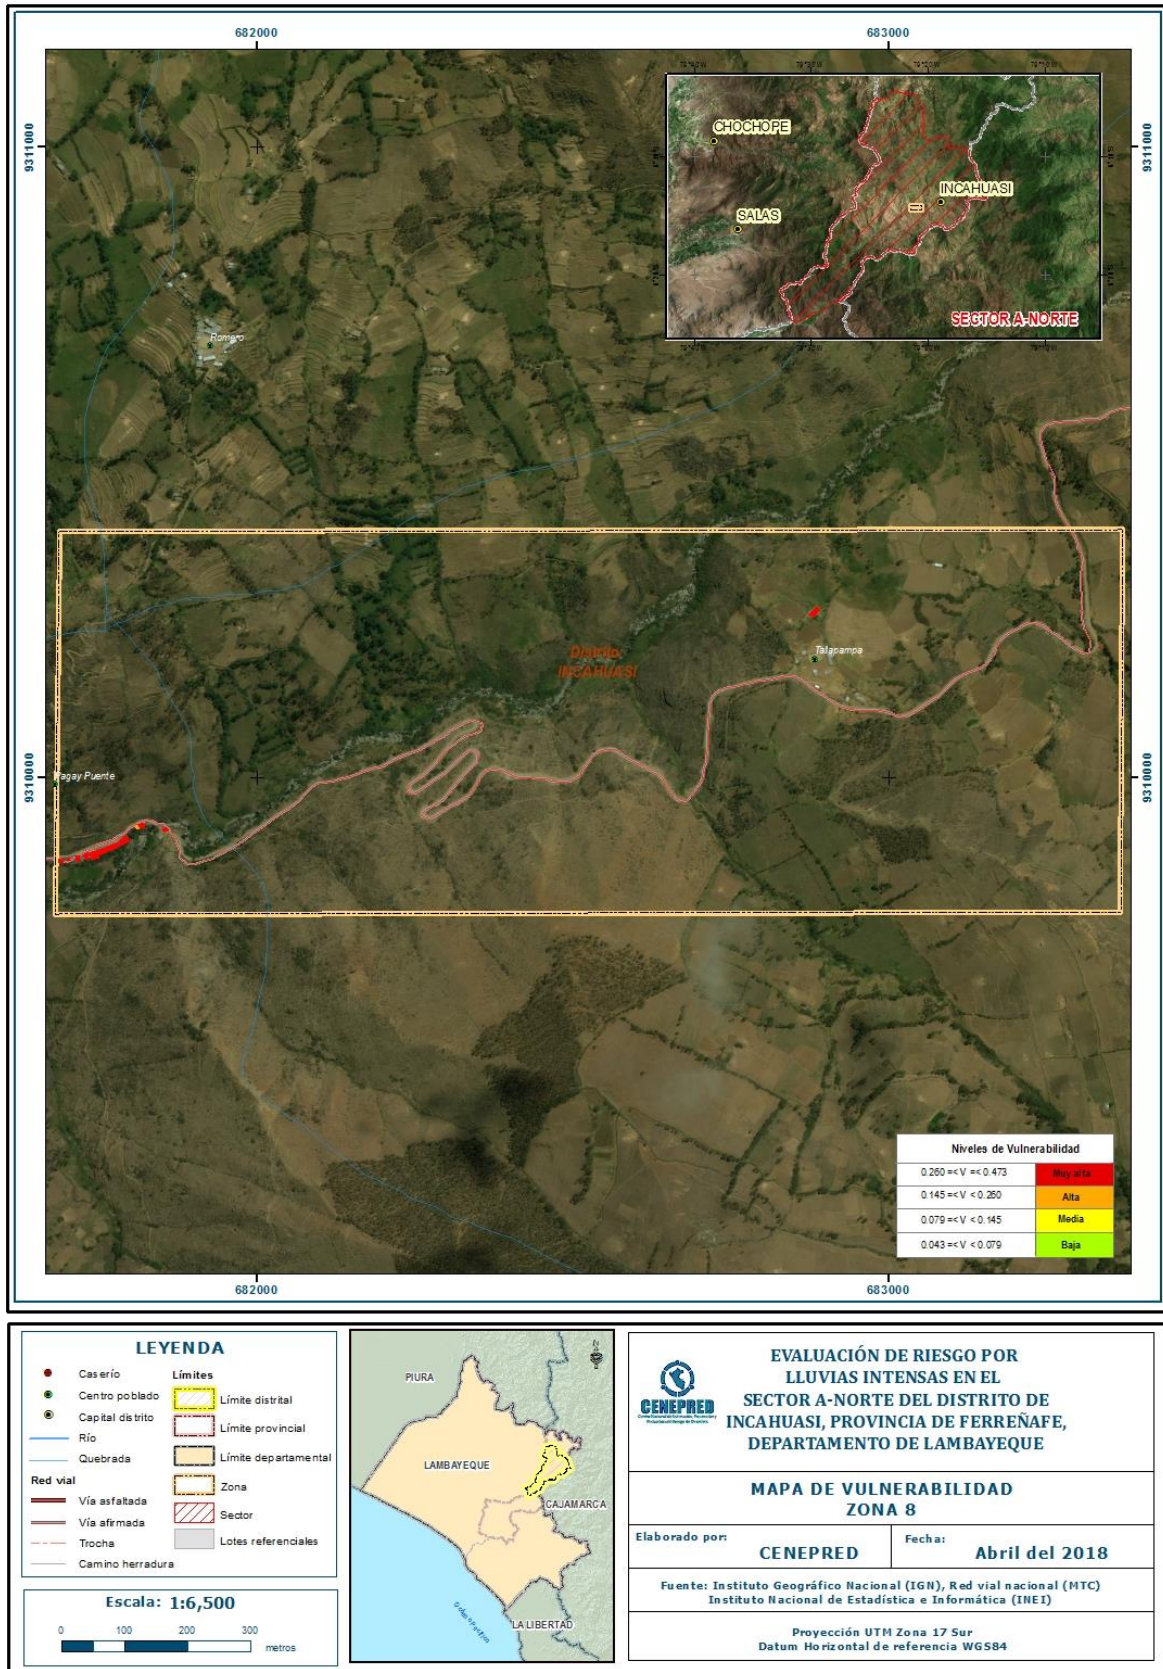 682000
683000
9311000
9311000
CHOCHOPE
INCAHUASI
SALAS
SECTOR A-NORTE
Romero
Distrito
INCAHUASI
Tallapampa
9310000
9310000
Puente
Niveles de Vulnerabilidad
0.260 =< V =< 0.473 Muy alta
0.145 =< V < 0.260 Alta
0.079 =< V < 0.145 Media
0.043 =< V < 0.079 Baja
682000
683000
LEYENDA
Caserío
Centro poblado
Capital distrito
Río
Quebrada
Red vial
Vía asfaltada
Vía afirmada
Trocha
Camino herradura
Límites
Límite distrital
Límite provincial
Límite departamental
Zona
Sector
Lotes referenciales
Escala: 1:6,500
0 100 200 300
metros
PIURA
LAMBAYEQUE
CAJAMARCA
LA LIBERTAD
CENEPRED
EVALUACIÓN DE RIESGO POR
LLUVIAS INTENSAS EN EL
SECTOR A-NORTE DEL DISTRITO DE
INCAHUASI, PROVINCIA DE FERREÑAFE,
DEPARTAMENTO DE LAMBAYEQUE
MAPA DE VULNERABILIDAD
ZONA 8
Elaborado por:
CENEPRED
Fecha:
Abril del 2018
Fuente: Instituto Geográfico Nacional (IGN), Red vial nacional (MTC)
Instituto Nacional de Estadística e Informática (INEI)
Proyección UTM Zona 17 Sur
Datum Horizontal de referencia WGS84